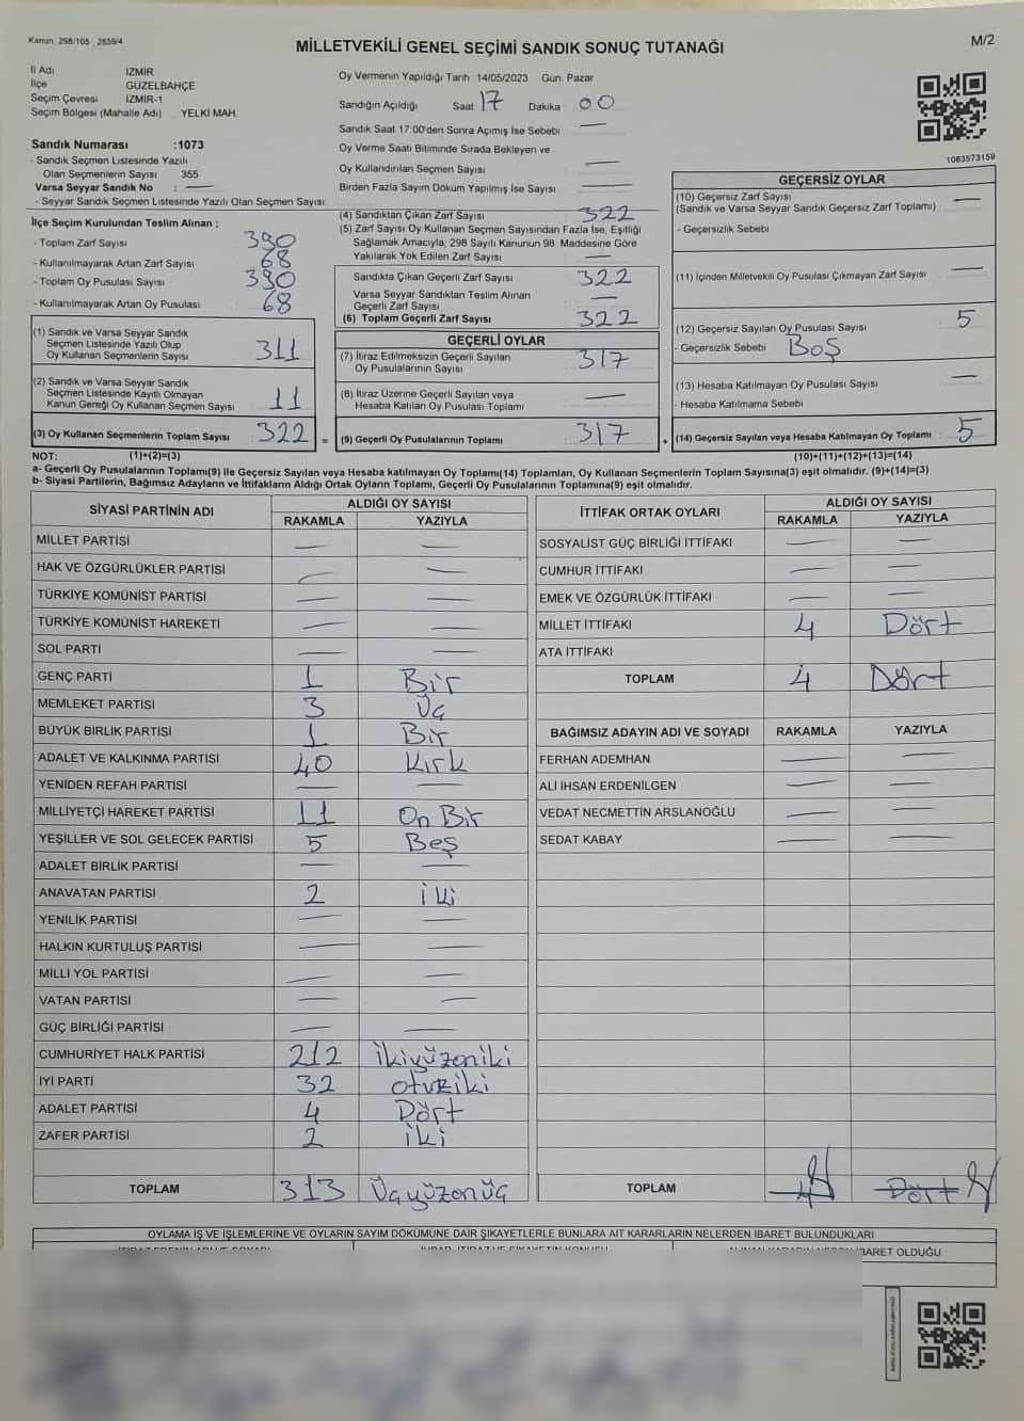 Kanun: 298/105 , 2839/4
MİLLETVEKİLİ GENEL SEÇİMİ SANDIK SONUÇ TUTANAĞI
M/2
İl Adı İZMİR
İlçe GÜZELBAHÇE
Seçim Çevresi İZMİR-1
Seçim Bölgesi (Mahalle Adı) YELKİ MAH.
Oy Vermenin Yapıldığı Tarih 14/05/2023 Gün Pazar
Sandığın Açıldığı Saat 17 Dakika 00
Sandık Saat 17:00'den Sonra Açılmış İse Sebebi —
Oy Verme Saati Bitiminde Sırada Bekleyen ve
Oy Kullandırılan Seçmen Sayısı —
Birden Fazla Sayım Döküm Yapılmış İse Sayısı —
1083573159
Sandık Numarası :1073
- Sandık Seçmen Listesinde Yazılı
Olan Seçmenlerin Sayısı 355
Varsa Seyyar Sandık No : —
- Seyyar Sandık Seçmen Listesinde Yazılı Olan Seçmen Sayısı
İlçe Seçim Kurulundan Teslim Alınan :
- Toplam Zarf Sayısı 390
- Kullanılmayarak Artan Zarf Sayısı 68
- Toplam Oy Pusulası Sayısı 390
- Kullanılmayarak Artan Oy Pusulası 68
(1) Sandık ve Varsa Seyyar Sandık
Seçmen Listesinde Yazılı Olup
Oy Kullanan Seçmenlerin Sayısı 311
(2) Sandık ve Varsa Seyyar Sandık
Seçmen Listesinde Kayıtlı Olmayan
Kanun Gereği Oy Kullanan Seçmen Sayısı 11
(3) Oy Kullanan Seçmenlerin Toplam Sayısı 322 =
(4) Sandıktan Çıkan Zarf Sayısı 322
(5) Zarf Sayısı Oy Kullanan Seçmen Sayısından Fazla İse, Eşitliği
Sağlamak Amacıyla; 298 Sayılı Kanunun 98. Maddesine Göre
Yakılarak Yok Edilen Zarf Sayısı —
Sandıkta Çıkan Geçerli Zarf Sayısı 322
Varsa Seyyar Sandıktan Teslim Alınan
Geçerli Zarf Sayısı —
(6) Toplam Geçerli Zarf Sayısı 322
GEÇERLİ OYLAR
(7) İtiraz Edilmeksizin Geçerli Sayılan
Oy Pusulalarının Sayısı 317
(8) İtiraz Üzerine Geçerli Sayılan veya
Hesaba Katılan Oy Pusulası Toplamı —
(9) Geçerli Oy Pusulalarının Toplamı 317 +
GEÇERSİZ OYLAR
(10) Geçersiz Zarf Sayısı —
(Sandık ve Varsa Seyyar Sandık Geçersiz Zarf Toplamı)
- Geçersizlik Sebebi
(11) İçinden Milletvekili Oy Pusulası Çıkmayan Zarf Sayısı —
(12) Geçersiz Sayılan Oy Pusulası Sayısı 5
- Geçersizlik Sebebi BOŞ
(13) Hesaba Katılmayan Oy Pusulası Sayısı —
- Hesaba Katılmama Sebebi
(14) Geçersiz Sayılan veya Hesaba Katılmayan Oy Toplamı : 5
NOT: (1)+(2)=(3) (10)+(11)+(12)+(13)=(14)
a- Geçerli Oy Pusulalarının Toplamı(9) ile Geçersiz Sayılan veya Hesaba katılmayan Oy Toplamı(14) Toplamları, Oy Kullanan Seçmenlerin Toplam Sayısına(3) eşit olmalıdır. (9)+(14)=(3)
b- Siyasi Partilerin, Bağımsız Adayların ve İttifakların Aldığı Ortak Oyların Toplamı, Geçerli Oy Pusulalarının Toplamına(9) eşit olmalıdır.
SİYASİ PARTİNİN ADI ALDIĞI OY SAYISI
RAKAMLA YAZIYLA
MİLLET PARTİSİ — —
HAK VE ÖZGÜRLÜKLER PARTİSİ — —
TÜRKİYE KOMÜNİST PARTİSİ — —
TÜRKİYE KOMÜNİST HAREKETİ — —
SOL PARTİ — —
GENÇ PARTİ 1 Bir
MEMLEKET PARTİSİ 3 Üç
BÜYÜK BİRLİK PARTİSİ 1 Bir
ADALET VE KALKINMA PARTİSİ 40 Kırk
YENİDEN REFAH PARTİSİ — —
MİLLİYETÇİ HAREKET PARTİSİ 11 On Bir
YEŞİLLER VE SOL GELECEK PARTİSİ 5 Beş
ADALET BİRLİK PARTİSİ — —
ANAVATAN PARTİSİ 2 İki
YENİLİK PARTİSİ — —
HALKIN KURTULUŞ PARTİSİ — —
MİLLİ YOL PARTİSİ — —
VATAN PARTİSİ — —
GÜÇ BİRLİĞİ PARTİSİ — —
CUMHURİYET HALK PARTİSİ 212 ikiyüzoniki
İYİ PARTİ 32 otuziki
ADALET PARTİSİ 4 Dört
ZAFER PARTİSİ 2 iki
TOPLAM 313 Üçyüzonüç
İTTİFAK ORTAK OYLARI ALDIĞI OY SAYISI
RAKAMLA YAZIYLA
SOSYALİST GÜÇ BİRLİĞİ İTTİFAKI — —
CUMHUR İTTİFAKI — —
EMEK VE ÖZGÜRLÜK İTTİFAKI — —
MİLLET İTTİFAKI 4 Dört
ATA İTTİFAKI
TOPLAM 4 Dört
BAĞIMSIZ ADAYIN ADI VE SOYADI RAKAMLA YAZIYLA
FERHAN ADEMHAN — —
ALİ İHSAN ERDENİLGEN — —
VEDAT NECMETTİN ARSLANOĞLU — —
SEDAT KABAY — —
TOPLAM 4 Dört
OYLAMA İŞ VE İŞLEMLERİNE VE OYLARIN SAYIM DÖKÜMÜNE DAİR ŞİKAYETLERLE BUNLARA AİT KARARLARIN NELERDEN İBARET BULUNDUKLARI
İBARET OLDUĞU